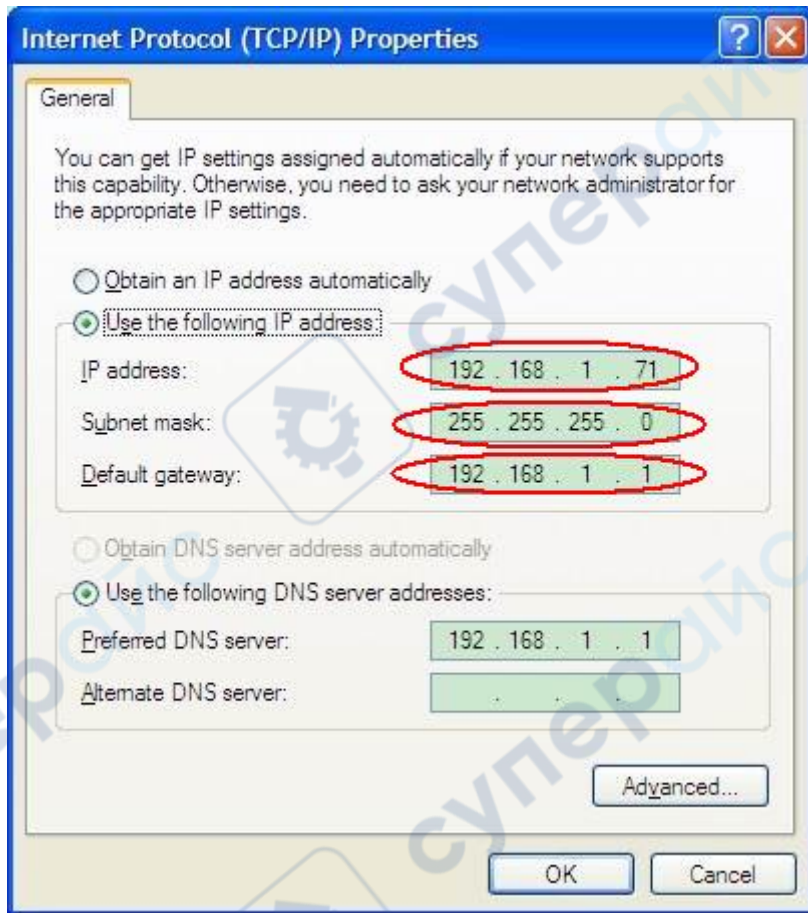 Internet Protocol (TCP/IP) Properties
General
You can get IP settings assigned automatically if your network supports
this capability. Otherwise, you need to ask your network administrator for
the appropriate IP settings.
Obtain an IP address automatically
Use the following IP address:
IP address: 192 . 168 . 1 . 71
Subnet mask: 255 . 255 . 255 . 0
Default gateway: 192 . 168 . 1 . 1
Obtain DNS server address automatically
Use the following DNS server addresses:
Preferred DNS server: 192 . 168 . 1 . 1
Alternate DNS server: . . .
Advanced...
OK Cancel
суперайс
суперайс